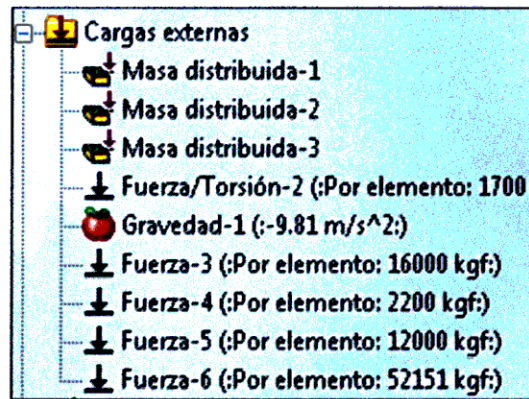 Cargas externas
Masa distribuida-1
Masa distribuida-2
Masa distribuida-3
Fuerza/Torsión-2 (:Por elemento: 1700
Gravedad-1 (:-9.81 m/s^2:)
Fuerza-3 (:Por elemento: 16000 kgf:)
Fuerza-4 (:Por elemento: 2200 kgf:)
Fuerza-5 (:Por elemento: 12000 kgf:)
Fuerza-6 (:Por elemento: 52151 kgf:)